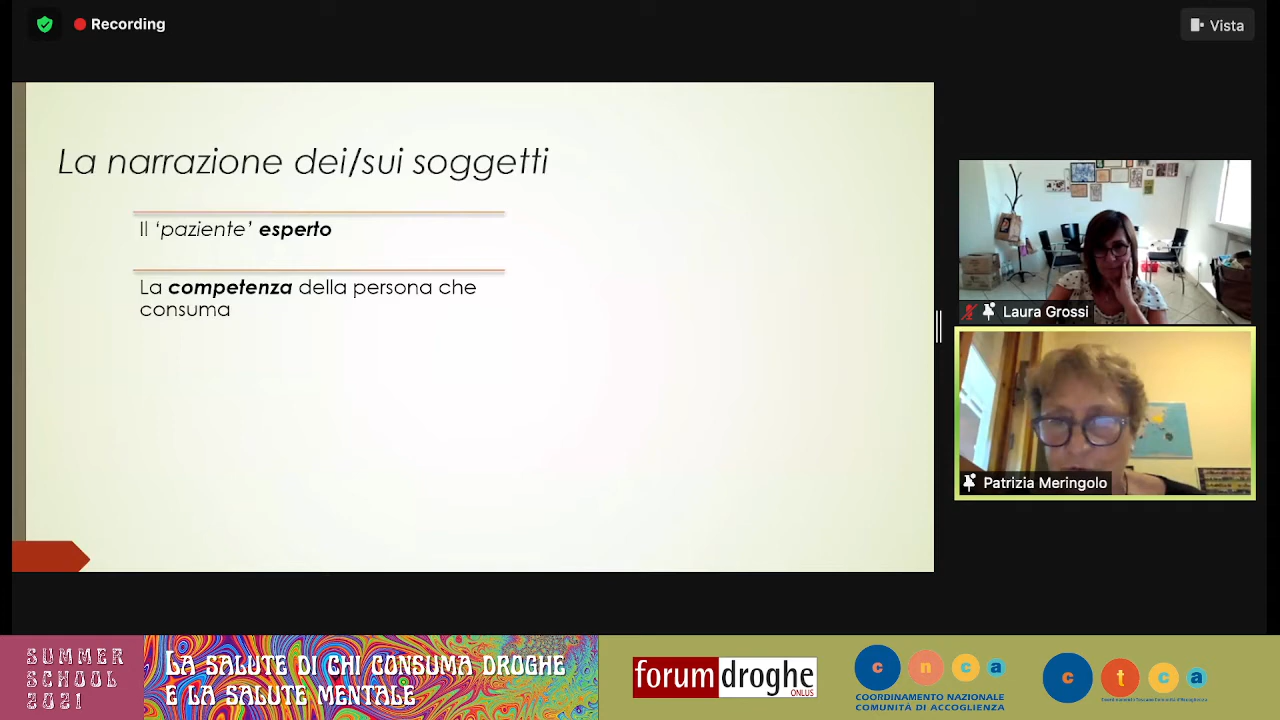 Recording
Vista
La narrazione dei/sui soggetti
Il ‘paziente’ esperto
La competenza della persona che
consuma
Laura Grossi
Patrizia Meringolo
SUMMER
SCHOOL
2021
LA SALUTE DI CHI CONSUMA DROGHE
E LA SALUTE MENTALE
forumdroghe
ONLUS
c n c a
COORDINAMENTO NAZIONALE
COMUNITÀ DI ACCOGLIENZA
c t c a